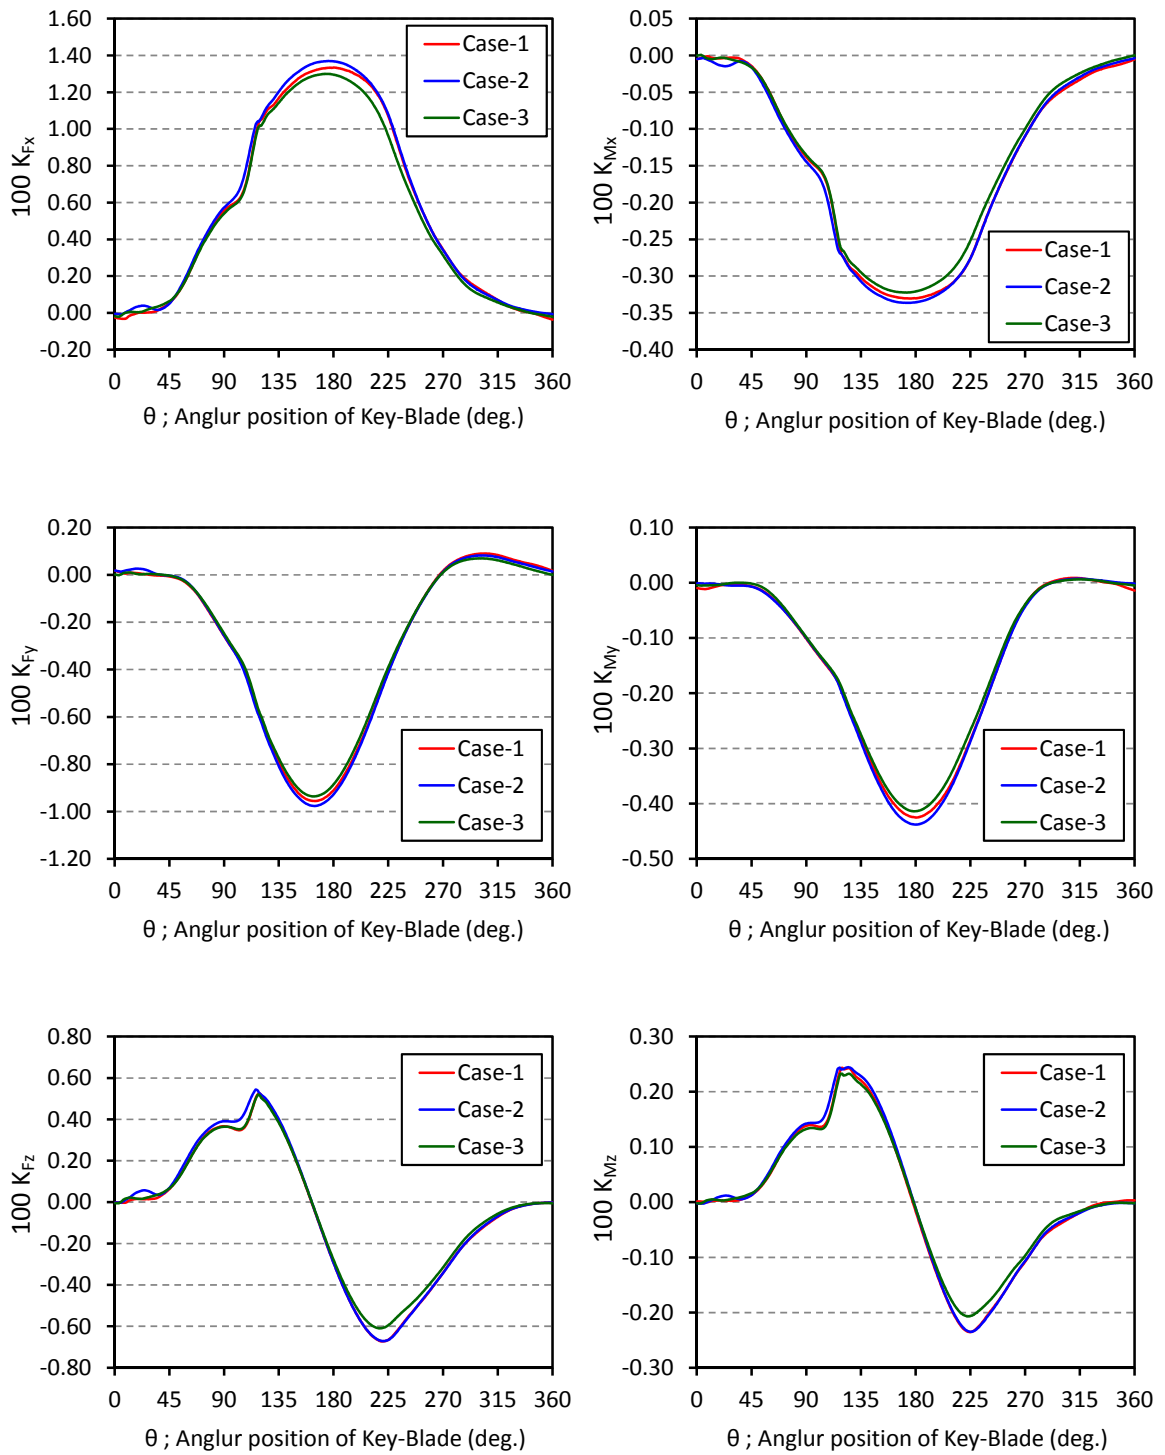 1.60
1.40
1.20
1.00
0.80
0.60
0.40
0.20
0.00
-0.20
100 K_Fx
Case-1
Case-2
Case-3
0 45 90 135 180 225 270 315 360
θ ; Anglur position of Key-Blade (deg.)
0.05
0.00
-0.05
-0.10
-0.15
-0.20
-0.25
-0.30
-0.35
-0.40
100 K_Mx
Case-1
Case-2
Case-3
0 45 90 135 180 225 270 315 360
θ ; Anglur position of Key-Blade (deg.)
0.20
0.00
-0.20
-0.40
-0.60
-0.80
-1.00
-1.20
100 K_Fy
Case-1
Case-2
Case-3
0 45 90 135 180 225 270 315 360
θ ; Anglur position of Key-Blade (deg.)
0.10
0.00
-0.10
-0.20
-0.30
-0.40
-0.50
100 K_My
Case-1
Case-2
Case-3
0 45 90 135 180 225 270 315 360
θ ; Anglur position of Key-Blade (deg.)
0.80
0.60
0.40
0.20
0.00
-0.20
-0.40
-0.60
-0.80
100 K_Fz
Case-1
Case-2
Case-3
0 45 90 135 180 225 270 315 360
θ ; Anglur position of Key-Blade (deg.)
0.30
0.20
0.10
0.00
-0.10
-0.20
-0.30
100 K_Mz
Case-1
Case-2
Case-3
0 45 90 135 180 225 270 315 360
θ ; Anglur position of Key-Blade (deg.)